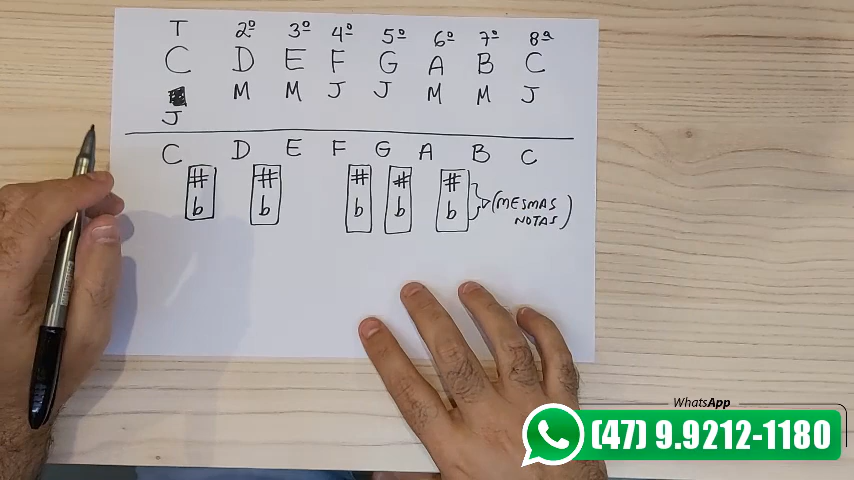 T 2º 3º 4º 5º 6º 7º 8ª
C D E F G A B C
M M J J M M J
J
C D E F G A B C
# # # # #
b b b b b
(MESMAS
NOTAS)
WhatsApp
(47) 9.9212-1180